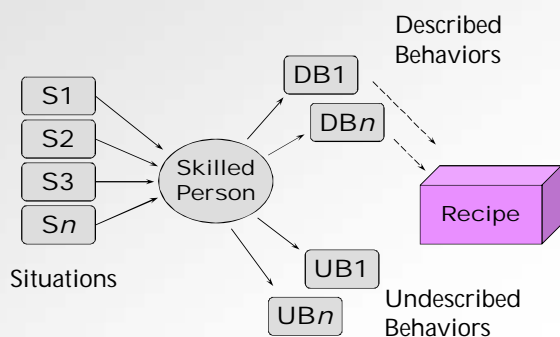 S1
S2
S3
Sn
Situations
Skilled
Person
DB1
DBn
Described
Behaviors
Recipe
UB1
UBn
Undescribed
Behaviors